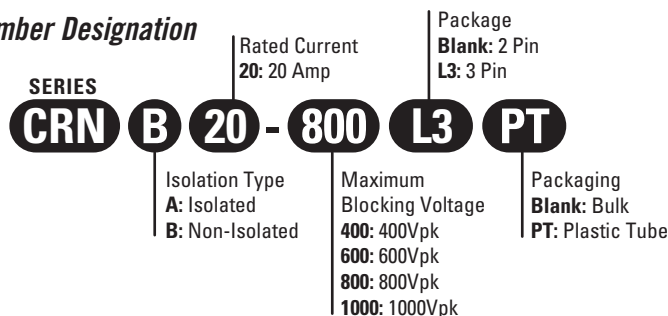 Number Designation
Rated Current
20: 20 Amp
Package
Blank: 2 Pin
L3: 3 Pin
SERIES
CRN B 20 - 800 L3 PT
Isolation Type
A: Isolated
B: Non-Isolated
Maximum
Blocking Voltage
400: 400Vpk
600: 600Vpk
800: 800Vpk
1000: 1000Vpk
Packaging
Blank: Bulk
PT: Plastic Tube